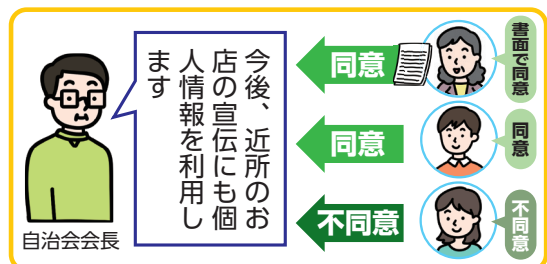 今後、近所のお
店の宣伝にも個
人情報を利用し
ます
自治会会長
同意
書面で同意
同意
同意
不同意
不同意